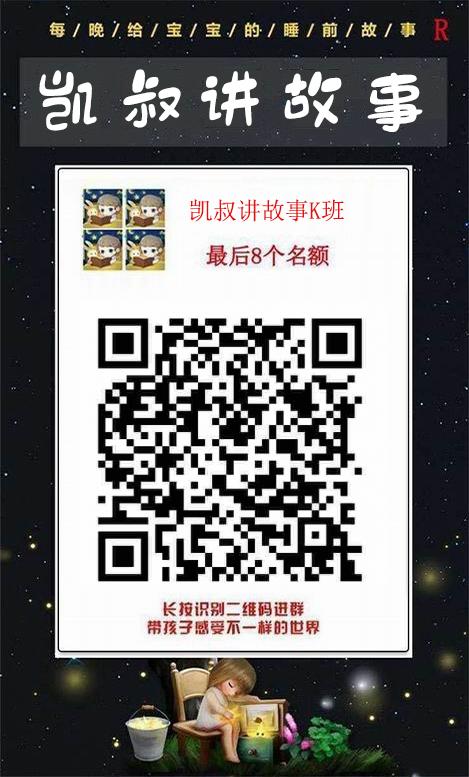 每/晚/给/宝/宝/的/睡/前/故/事 R
凯叔讲故事
凯叔讲故事K班
最后8个名额
长按识别二维码进群
带孩子感受不一样的世界